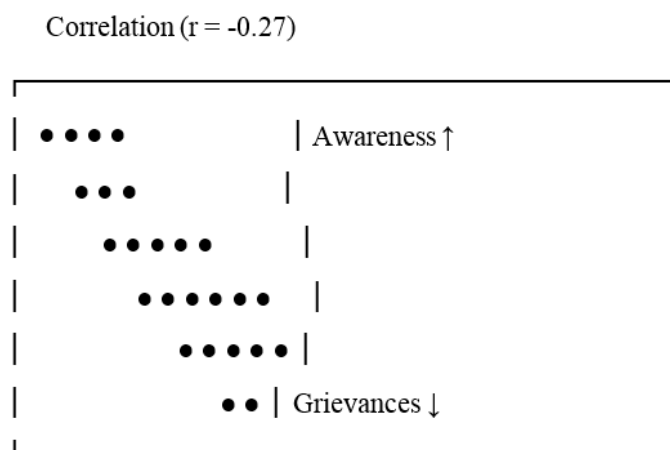 Correlation (r = -0.27)
| ● ● ● ● | Awareness ↑
| ● ● ● |
| ● ● ● ● ● |
| ● ● ● ● ● ● |
| ● ● ● ● ● |
| ● ● | Grievances ↓